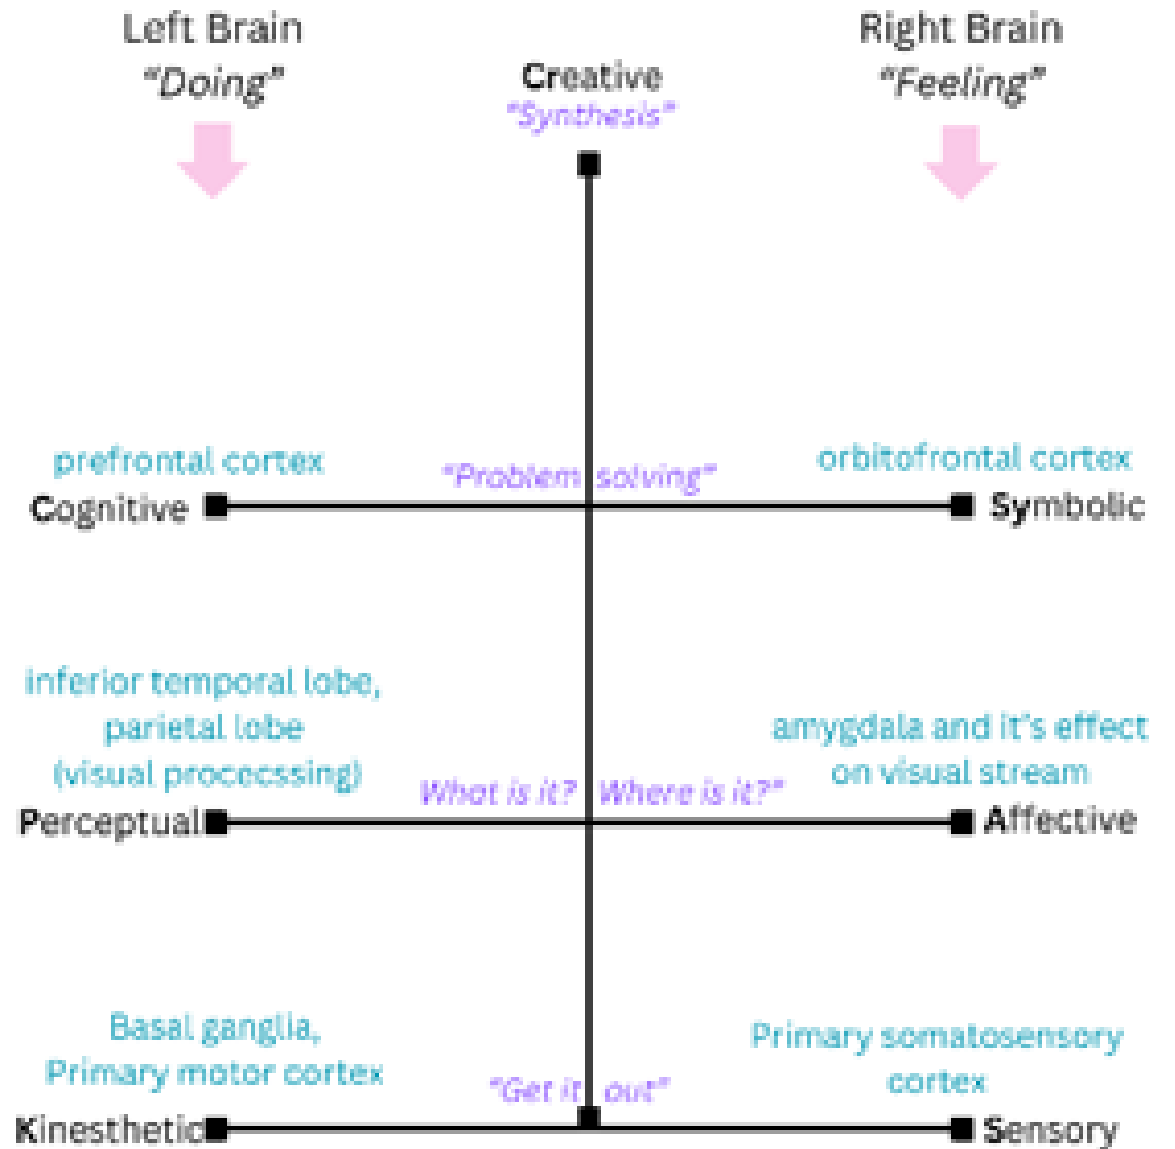 Left Brain
"Doing"
Right Brain
"Feeling"
Creative
"Synthesis"
prefrontal cortex
"Problem solving"
orbitofrontal cortex
Cognitive
Symbolic
inferior temporal lobe,
parietal lobe
(visual procecssing)
What is it? Where is it?"
amygdala and it's effect
on visual stream
Perceptual
Affective
Basal ganglia,
Primary motor cortex
"Get it out"
Primary somatosensory
cortex
Kinesthetic
Sensory